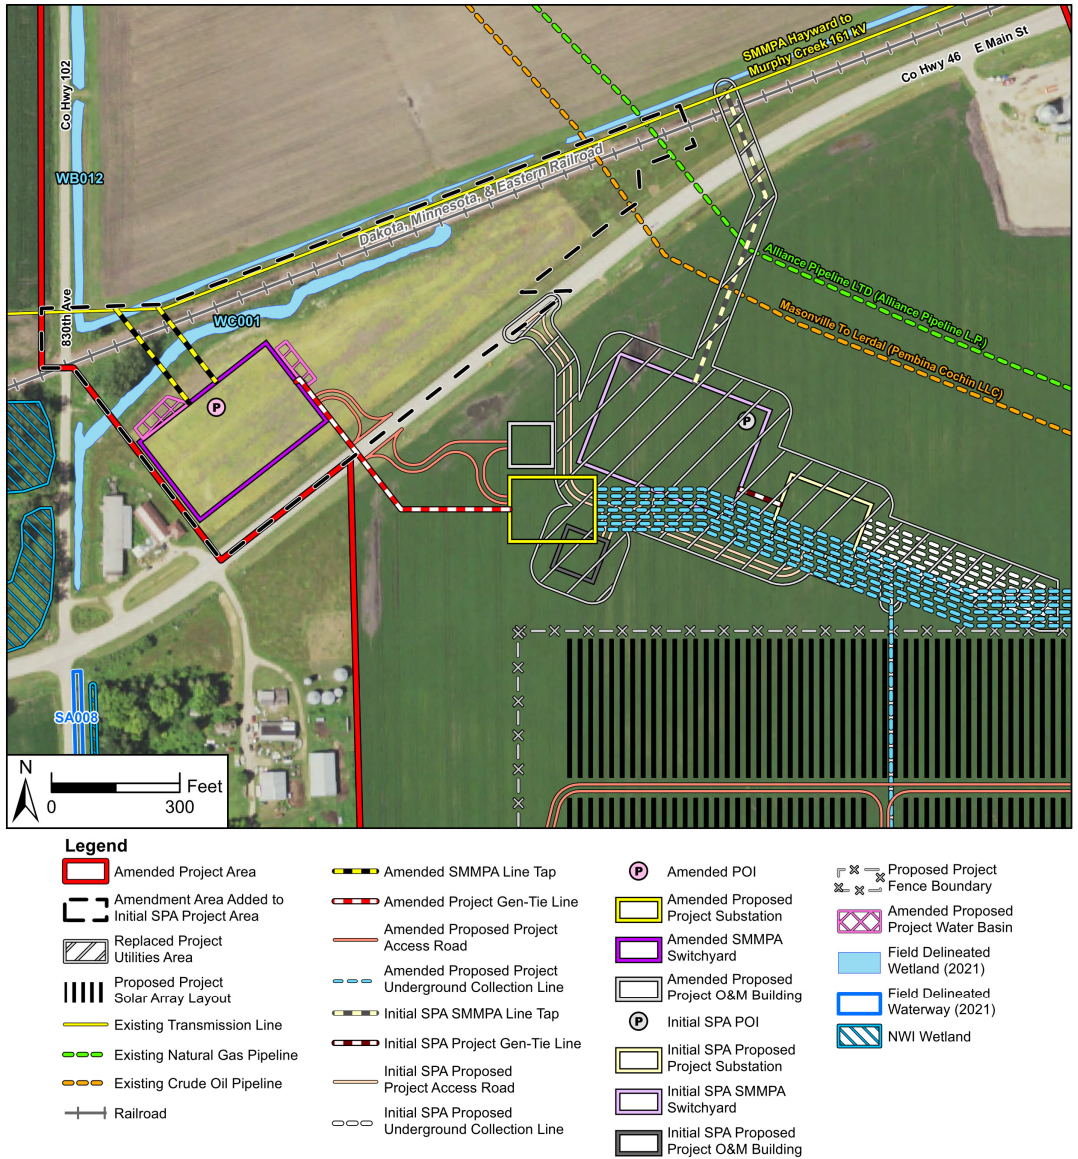 SMMPA Hayward to
Murphy Creek 161 kV
E Main St
Co Hwy 46
Co Hwy 102
WB012
Dakota, Minnesota, & Eastern Railroad
Alliance Pipeline LTD (Alliance Pipeline L.P.)
Masonville To Lerdal (Pembina Cochin LLC)
830th Ave
WC001
P
P
SA008
N
Feet
0 300
Legend
Amended Project Area
Amendment Area Added to
Initial SPA Project Area
Replaced Project
Utilities Area
Proposed Project
Solar Array Layout
Existing Transmission Line
Existing Natural Gas Pipeline
Existing Crude Oil Pipeline
Railroad
Amended SMMPA Line Tap
Amended Project Gen-Tie Line
Amended Proposed Project
Access Road
Amended Proposed Project
Underground Collection Line
Initial SPA SMMPA Line Tap
Initial SPA Project Gen-Tie Line
Initial SPA Proposed
Project Access Road
Initial SPA Proposed
Underground Collection Line
P Amended POI
Amended Proposed
Project Substation
Amended SMMPA
Switchyard
Amended Proposed
Project O&M Building
P Initial SPA POI
Initial SPA Proposed
Project Substation
Initial SPA SMMPA
Switchyard
Initial SPA Proposed
Project O&M Building
Proposed Project
Fence Boundary
Amended Proposed
Project Water Basin
Field Delineated
Wetland (2021)
Field Delineated
Waterway (2021)
NWI Wetland